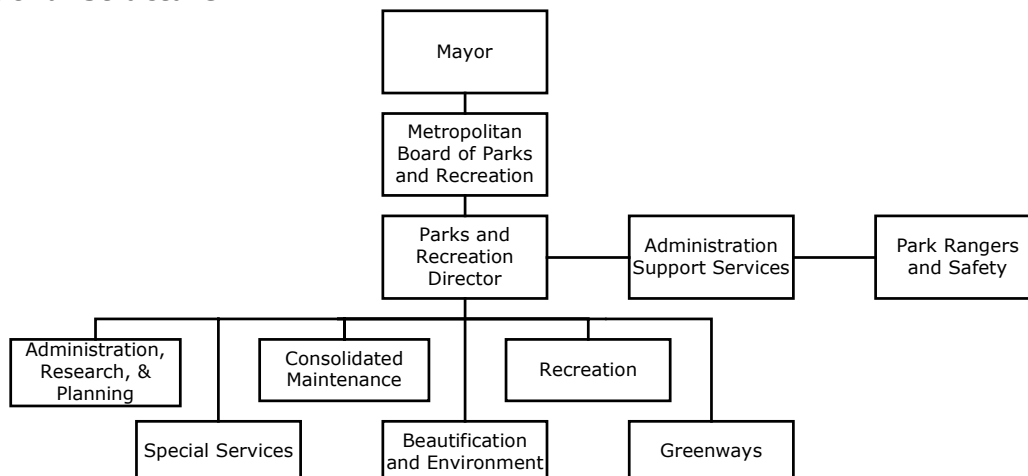 Mayor
Metropolitan
Board of Parks
and Recreation
Parks and
Recreation
Director
Administration
Support Services
Park Rangers
and Safety
Administration,
Research, &
Planning
Consolidated
Maintenance
Recreation
Special Services
Beautification
and Environment
Greenways